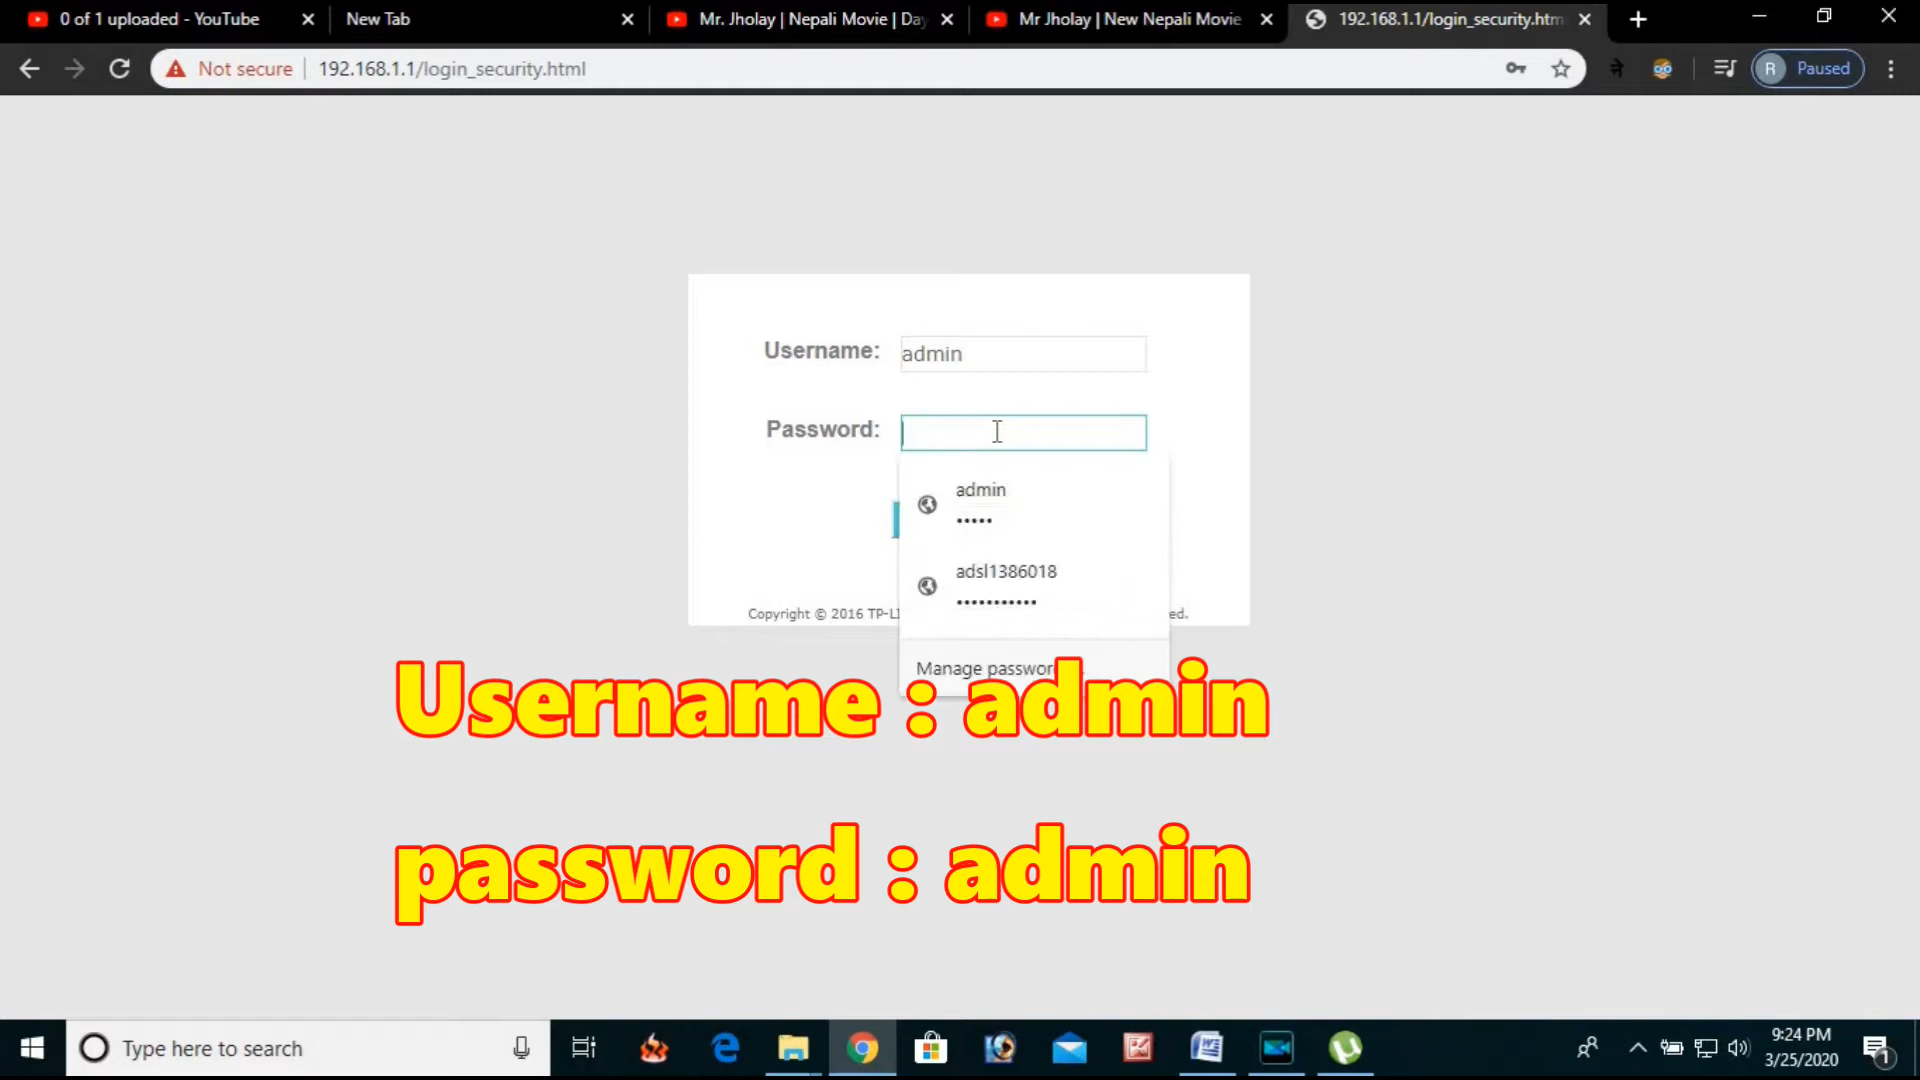 0 of 1 uploaded - YouTube
New Tab
Mr. Jholay | Nepali Movie | Day
Mr Jholay | New Nepali Movie
192.168.1.1/login_security.htm
Not secure
192.168.1.1/login_security.html
ने
R
Paused
Username:
admin
Password:
admin
•••••
adsl1386018
•••••••••••
Copyright © 2016 TP-LI
ed.
Manage password
Username : admin
password : admin
Type here to search
9:24 PM
3/25/2020
1